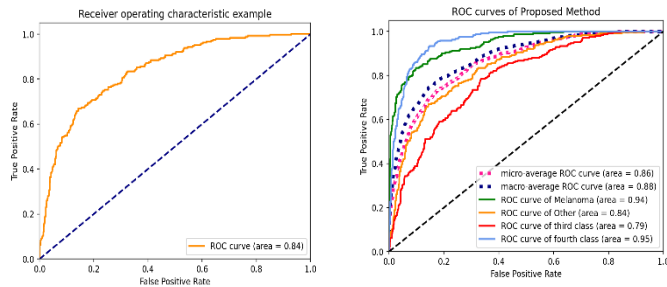 Receiver operating characteristic example
1.0
0.8
0.6
0.4
0.2
0.0
True Positive Rate
ROC curve (area = 0.84)
0.0 0.2 0.4 0.6 0.8 1.0
False Positive Rate
ROC curves of Proposed Method
1.0
0.8
0.6
0.4
0.2
0.0
True Positive Rate
micro-average ROC curve (area = 0.86)
macro-average ROC curve (area = 0.88)
ROC curve of Melanoma (area = 0.94)
ROC curve of Other (area = 0.84)
ROC curve of third class (area = 0.79)
ROC curve of fourth class (area = 0.95)
0.0 0.2 0.4 0.6 0.8 1.0
False Positive Rate